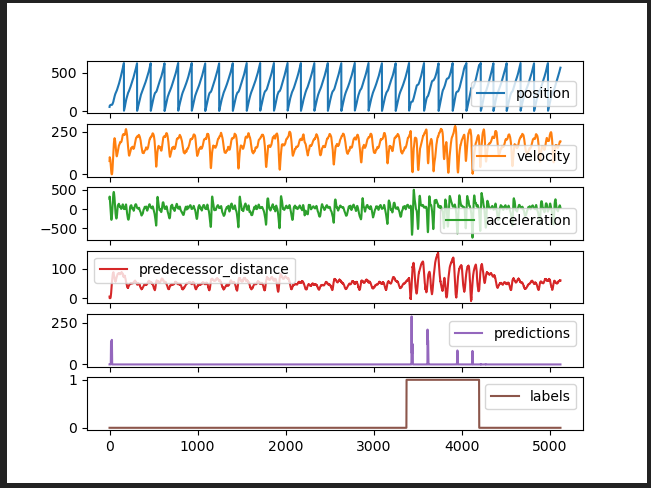 500
0
position
250
0
velocity
500
0
−500
acceleration
100
0
predecessor_distance
250
0
predictions
1
0
labels
0 1000 2000 3000 4000 5000